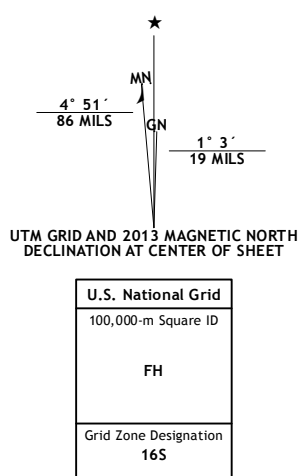 MN
GN
4° 51´
86 MILS
1° 3´
19 MILS
UTM GRID AND 2013 MAGNETIC NORTH
DECLINATION AT CENTER OF SHEET
U.S. National Grid
100,000-m Square ID
FH
Grid Zone Designation
16S